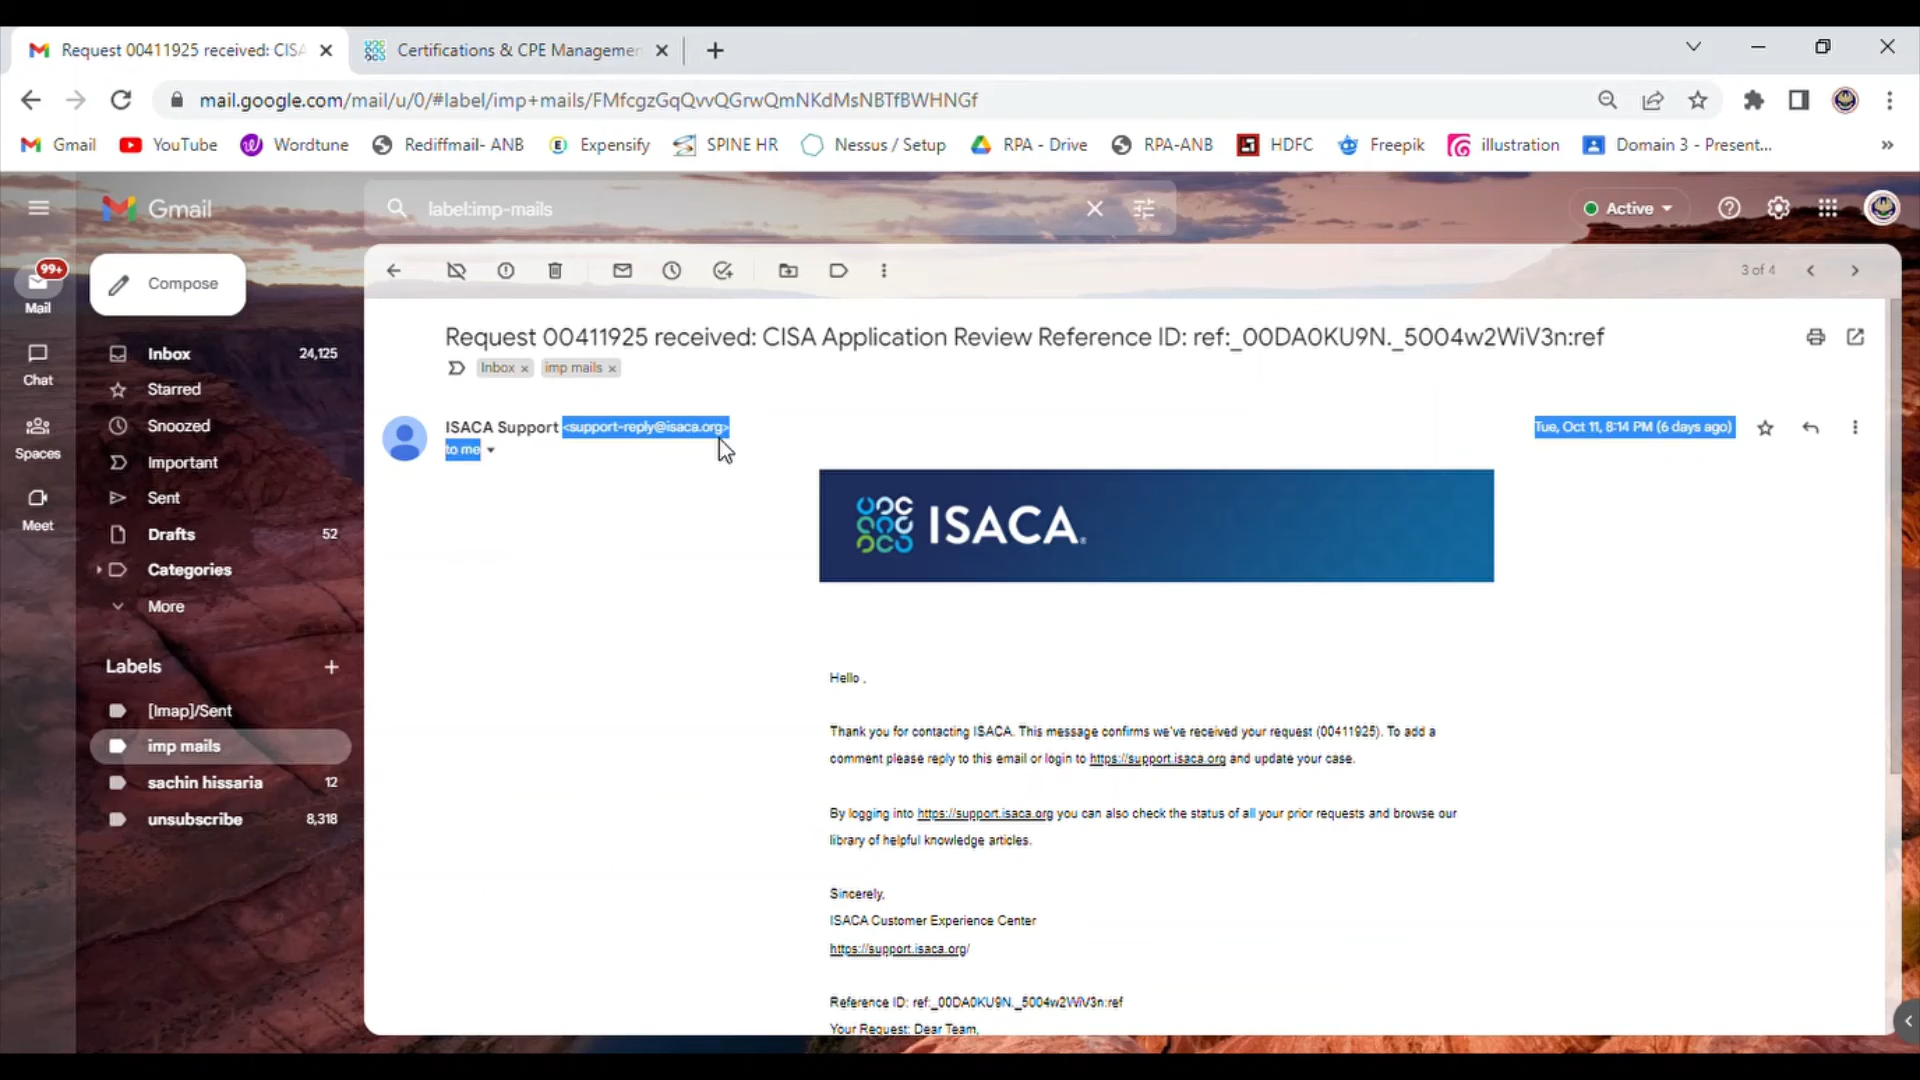 Request 00411925 received: CISA
Certifications & CPE Managemen
mail.google.com/mail/u/0/#label/imp+mails/FMfcgzGqQvvQGrwQmNKdMsNBTfBWHNGf
Gmail YouTube Wordtune Rediffmail- ANB Expensify SPINE HR Nessus / Setup RPA - Drive RPA-ANB HDFC Freepik illustration Domain 3 - Present... »
Gmail
label:imp-mails
Active
99+
Mail
Chat
Spaces
Meet
Compose
Inbox 24,125
Starred
Snoozed
Important
Sent
Drafts 52
Categories
More
Labels +
[Imap]/Sent
imp mails
sachin hissaria 12
unsubscribe 8,318
3 of 4
Request 00411925 received: CISA Application Review Reference ID: ref:_00DA0KU9N._5004w2WiV3n:ref
Inbox × imp mails ×
ISACA Support <support-reply@isaca.org>
Tue, Oct 11, 8:14 PM (6 days ago)
to me
ISACA®
Hello ,
Thank you for contacting ISACA. This message confirms we've received your request (00411925). To add a
comment please reply to this email or login to https://support.isaca.org and update your case.
By logging into https://support.isaca.org you can also check the status of all your prior requests and browse our
library of helpful knowledge articles.
Sincerely,
ISACA Customer Experience Center
https://support.isaca.org/
Reference ID: ref:_00DA0KU9N._5004w2WiV3n:ref
Your Request: Dear Team,